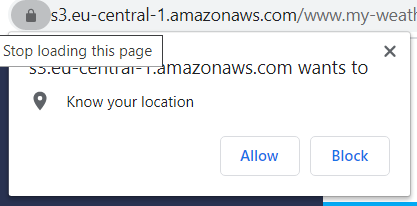 s3.eu-central-1.amazonaws.com/www.my-weath
Stop loading this page
s3.eu-central-1.amazonaws.com wants to
Know your location
Allow
Block